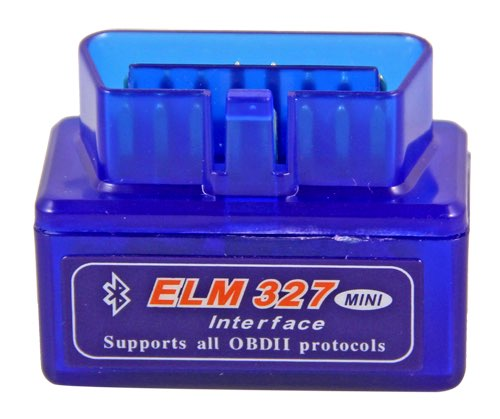 ELM 327 MINI
Interface
Supports all OBDII protocols